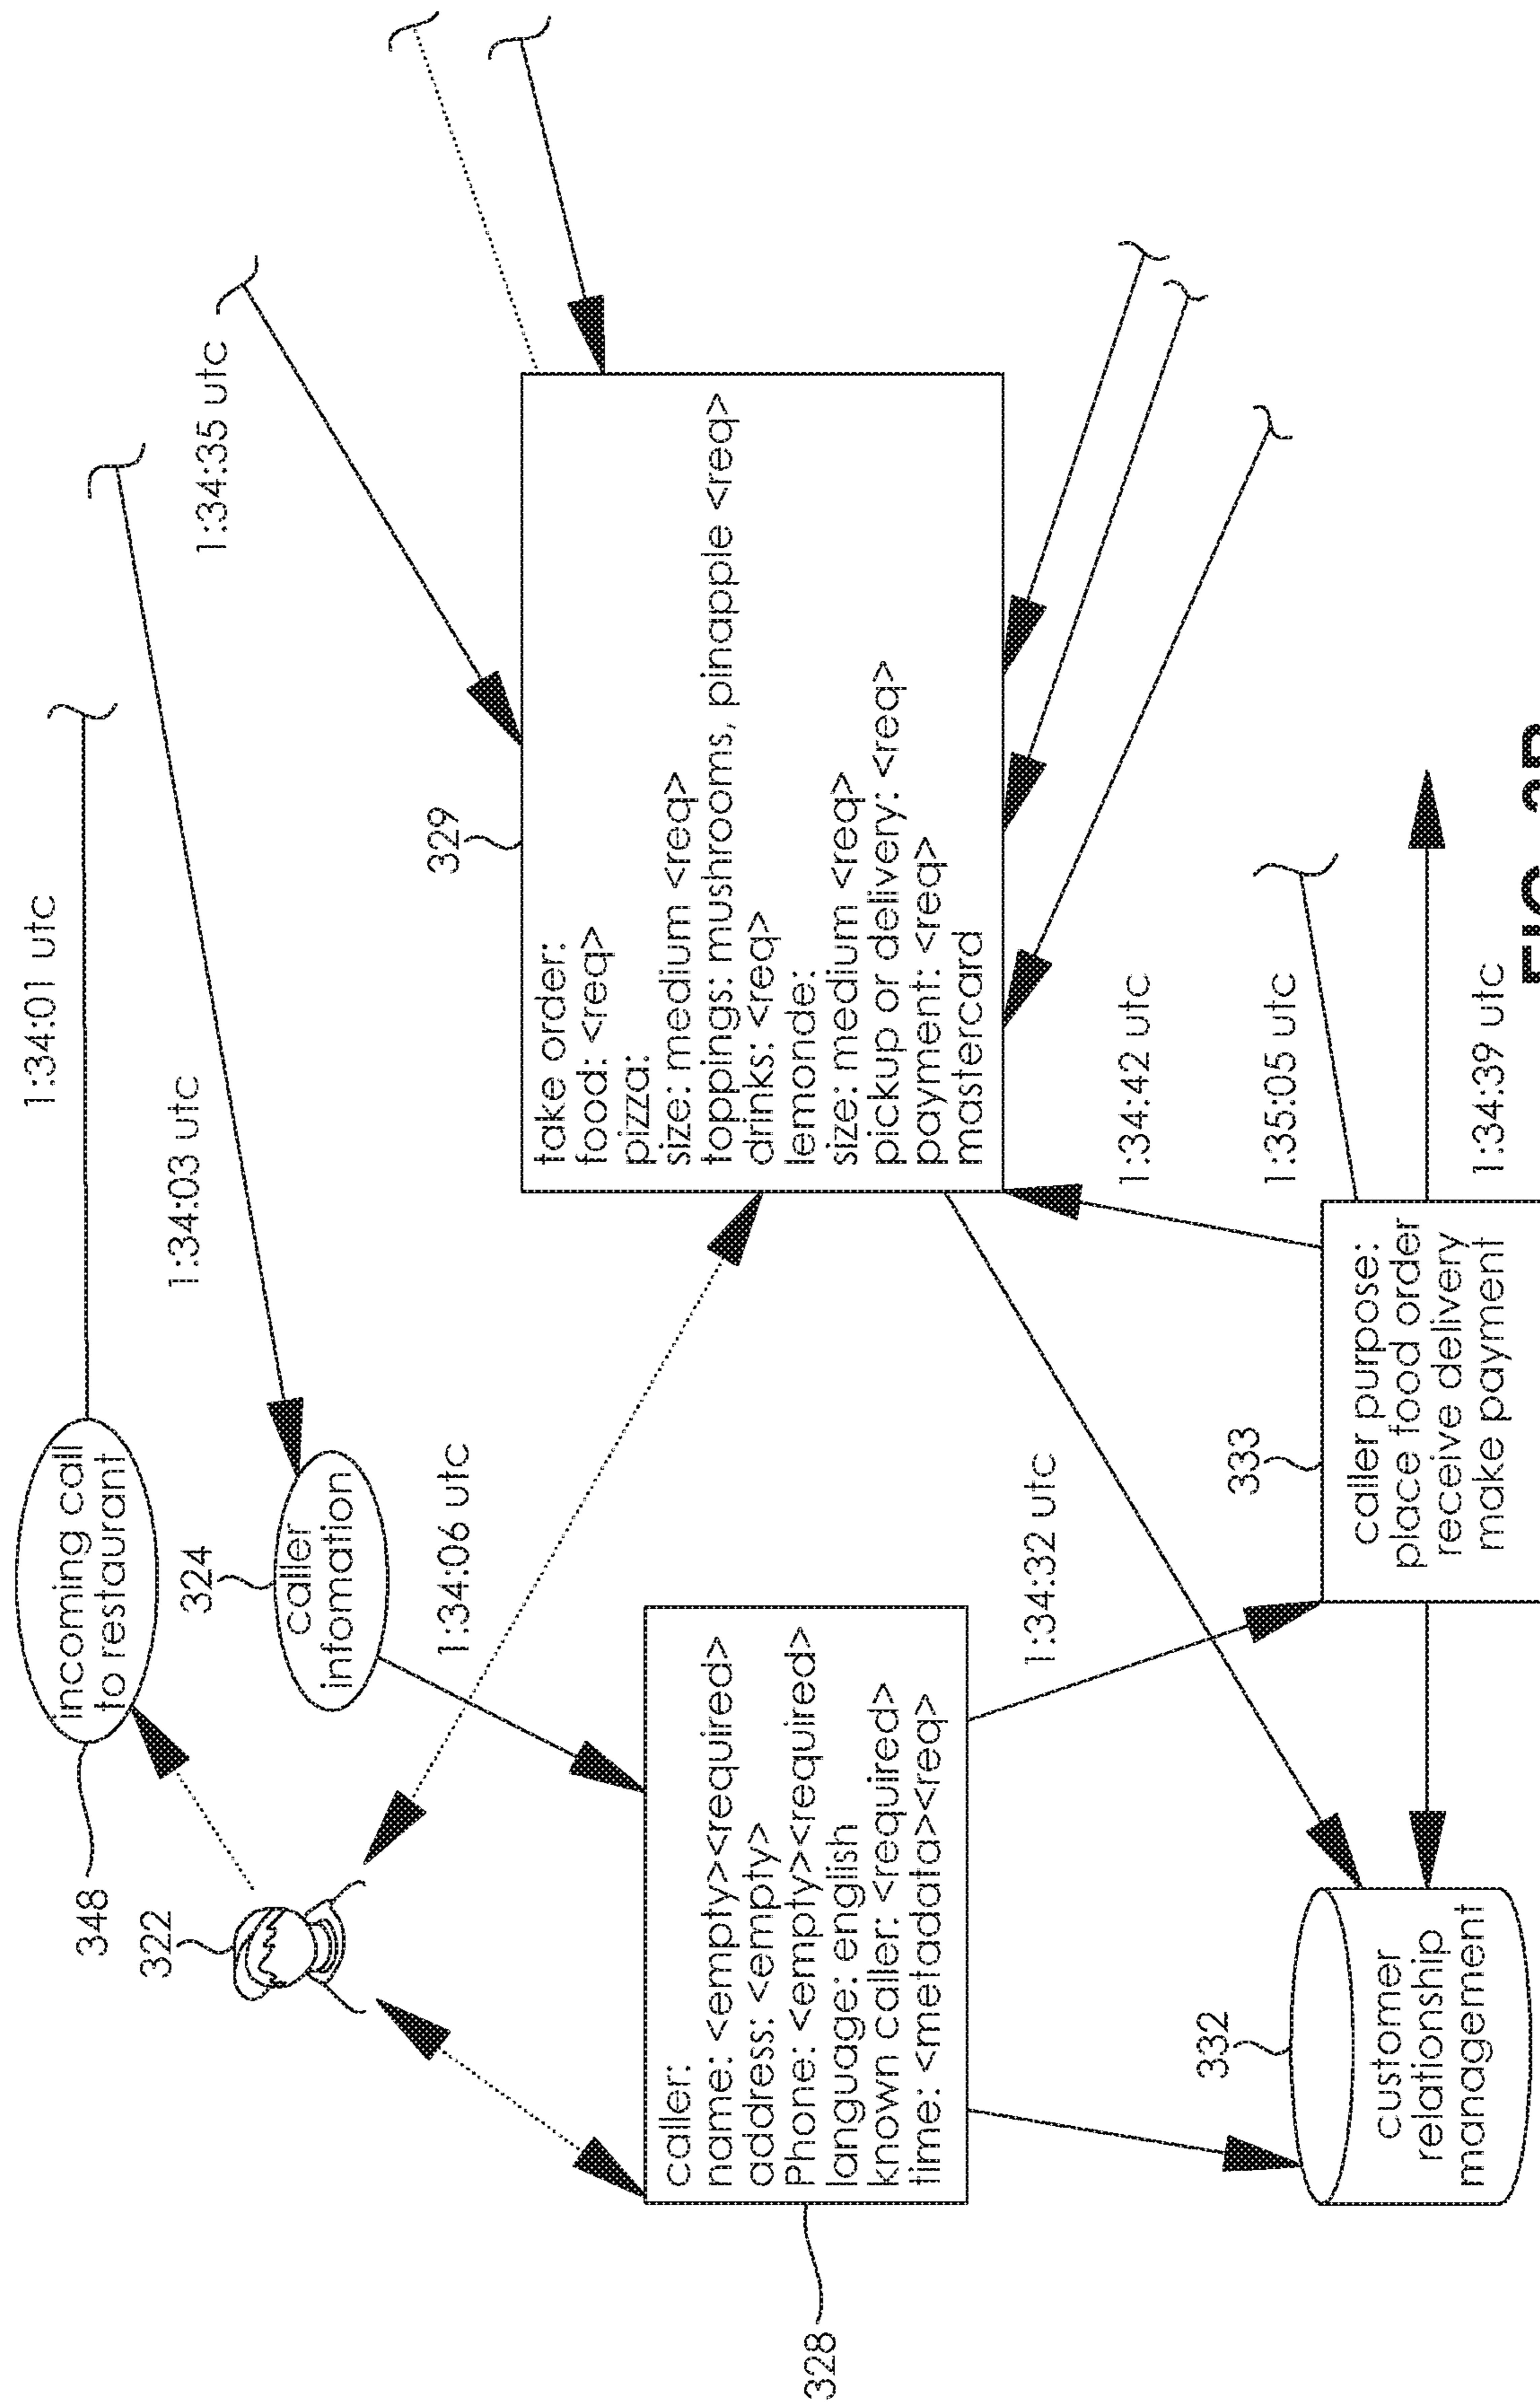 1:34:01 utc
incoming call
to restaurant
348
1:34:03 utc
322
324
caller
infomation
1:34:35 utc
1:34:06 utc
329
take order:
food: <req>
pizza:
size: medium <req>
toppings: mushrooms, pinapple <req>
drinks: <req>
lemonde:
size: medium <req>
pickup or delivery: <req>
payment: <req>
mastercard
328
caller:
name: <empty><required>
address: <empty>
Phone: <empty><required>
language: english
known caller: <required>
time: <metadata><req>
1:34:32 utc
1:34:42 utc
1:35:05 utc
1:34:39 utc
333
caller purpose:
place food order
receive delivery
make payment
332
customer
relationship
management